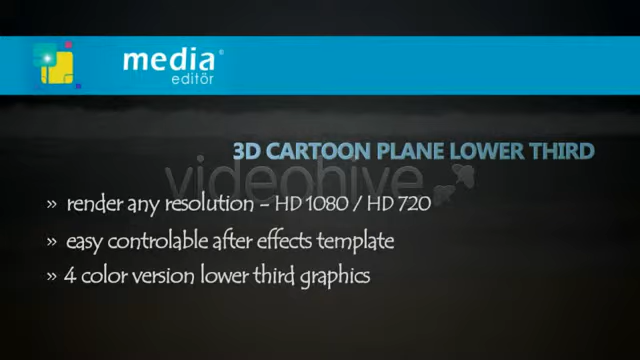 media
editör
3D CARTOON PLANE LOWER THIRD
videohive
» render any resolution - HD 1080 / HD 720
» easy controlable after effects template
» 4 color version lower third graphics